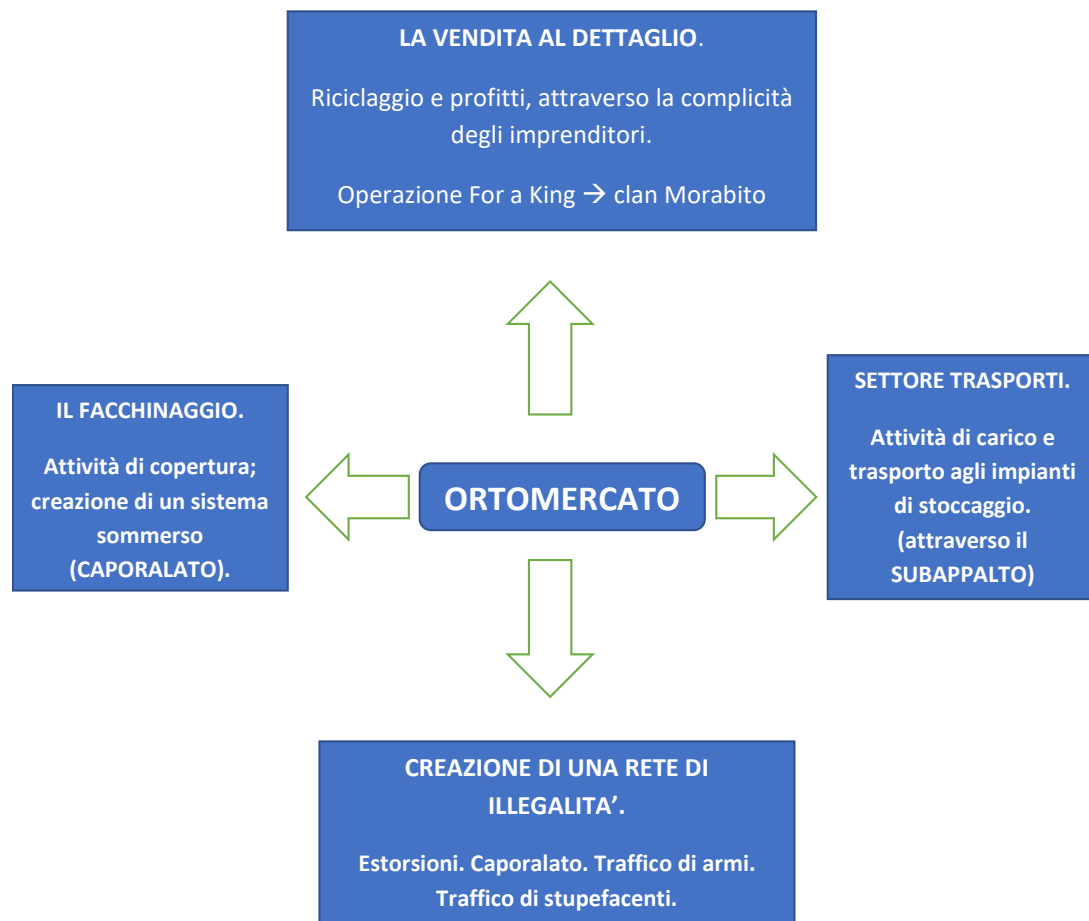 LA VENDITA AL DETTAGLIO.
Riciclaggio e profitti, attraverso la complicità
degli imprenditori.
Operazione For a King → clan Morabito
IL FACCHINAGGIO.
Attività di copertura;
creazione di un sistema
sommerso
(CAPORALATO).
ORTOMERCATO
SETTORE TRASPORTI.
Attività di carico e
trasporto agli impianti
di stoccaggio.
(attraverso il
SUBAPPALTO)
CREAZIONE DI UNA RETE DI
ILLEGALITA’.
Estorsioni. Caporalato. Traffico di armi.
Traffico di stupefacenti.